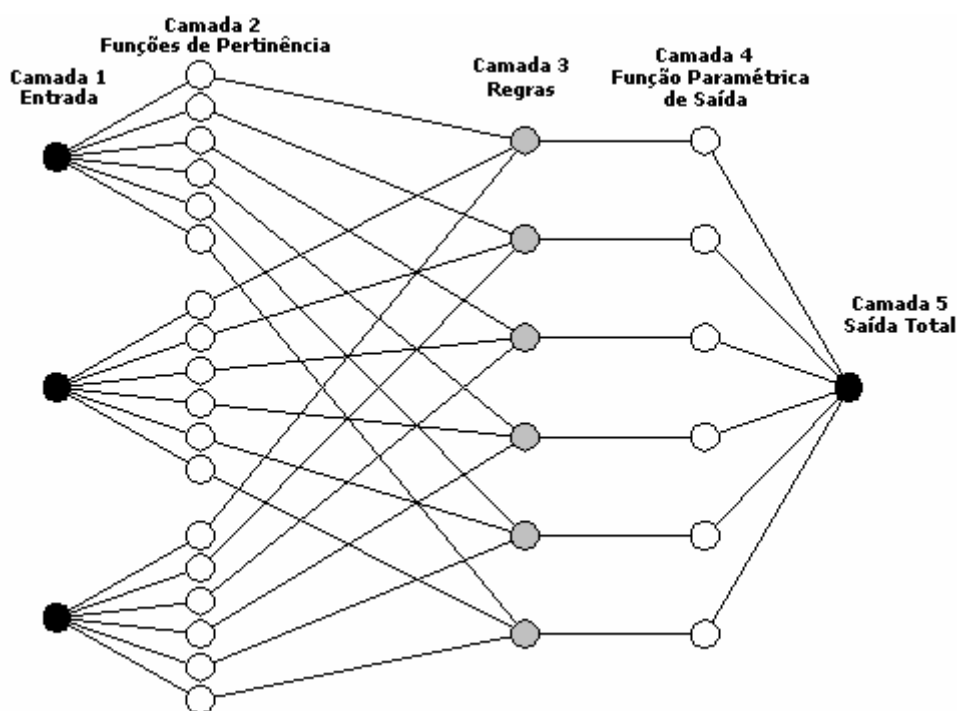 Camada 1
Entrada
Camada 2
Funções de Pertinência
Camada 3
Regras
Camada 4
Função Paramétrica
de Saída
Camada 5
Saída Total